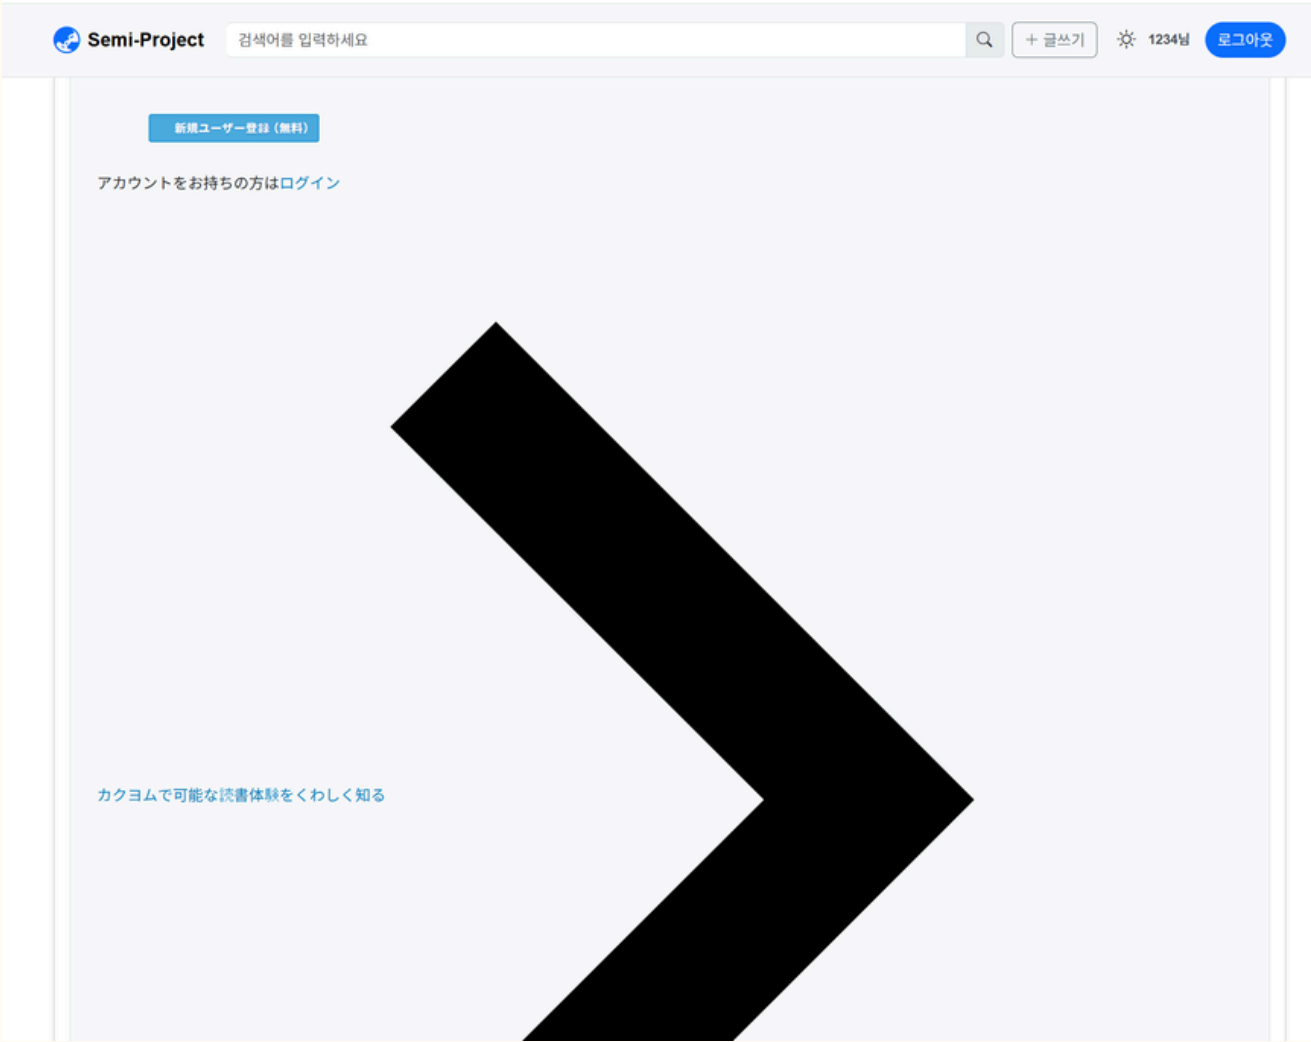 Semi-Project 검색어를 입력하세요 + 글쓰기 1234님 로그아웃
新規ユーザー登録（無料）
アカウントをお持ちの方はログイン
カクヨムで可能な読書体験をくわしく知る